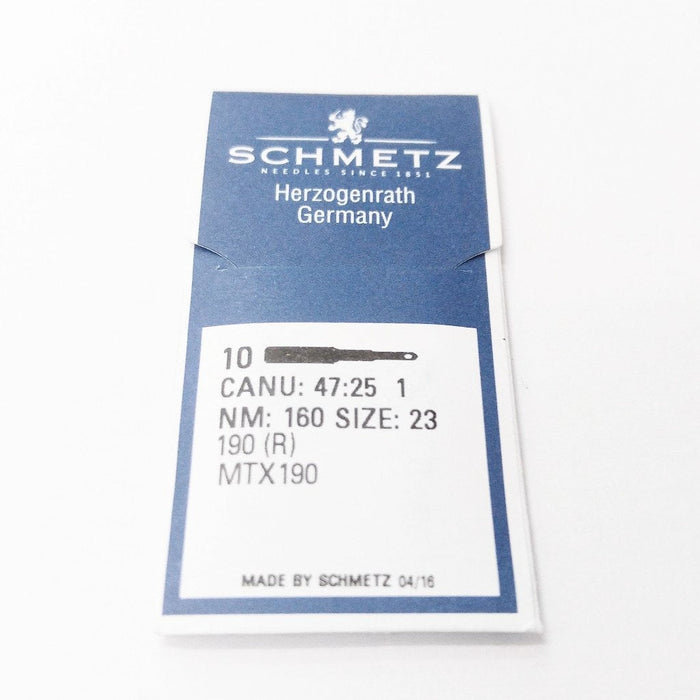 SCHMETZ
NEEDLES SINCE 1851
Herzogenrath
Germany
10
CANU: 47:25 1
NM: 160 SIZE: 23
190 (R)
MTX190
MADE BY SCHMETZ 04/16